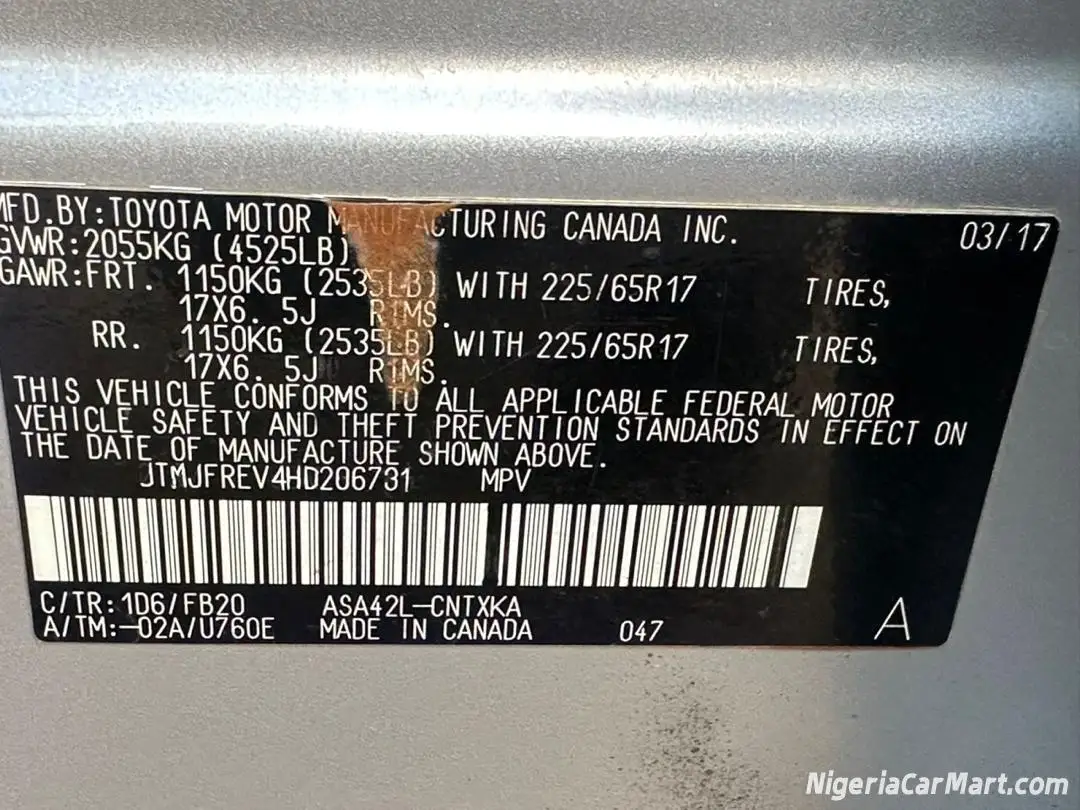 MFD.BY:TOYOTA MOTOR MANUFACTURING CANADA INC. 03/17
GVWR:2055KG (4525LB)
GAWR:FRT. 1150KG (2535LB) WITH 225/65R17 TIRES,
17X6. 5J RIMS.
RR. 1150KG (2535LB) WITH 225/65R17 TIRES,
17X6. 5J RIMS.
THIS VEHICLE CONFORMS TO ALL APPLICABLE FEDERAL MOTOR
VEHICLE SAFETY AND THEFT PREVENTION STANDARDS IN EFFECT ON
THE DATE OF MANUFACTURE SHOWN ABOVE.
JTMJFREV4HD206731 MPV
C/TR:1D6/FB20 ASA42L-CNTXKA
A/TM:-02A/U760E MADE IN CANADA 047 A
NigeriaCarMart.com